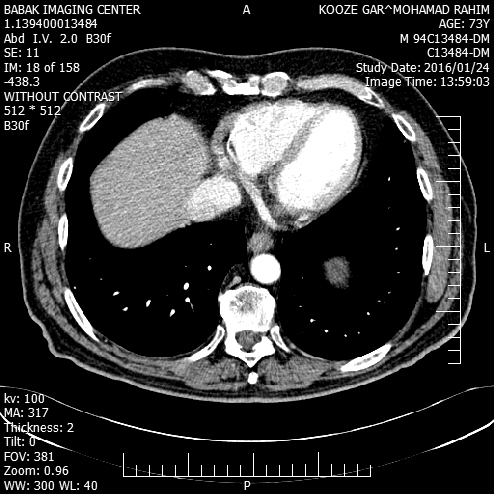 BABAK IMAGING CENTER
1.139400013484
Abd I.V. 2.0 B30f
SE: 11
IM: 18 of 158
-438.3
WITHOUT CONTRAST
512 * 512
B30f
A
KOOZE GAR^MOHAMAD RAHIM
AGE: 73Y
M 94C13484-DM
C13484-DM
Study Date: 2016/01/24
Image Time: 13:59:03
R
L
kv: 100
MA: 317
Thickness: 2
Tilt: 0
FOV: 381
Zoom: 0.96
WW: 300 WL: 40
P